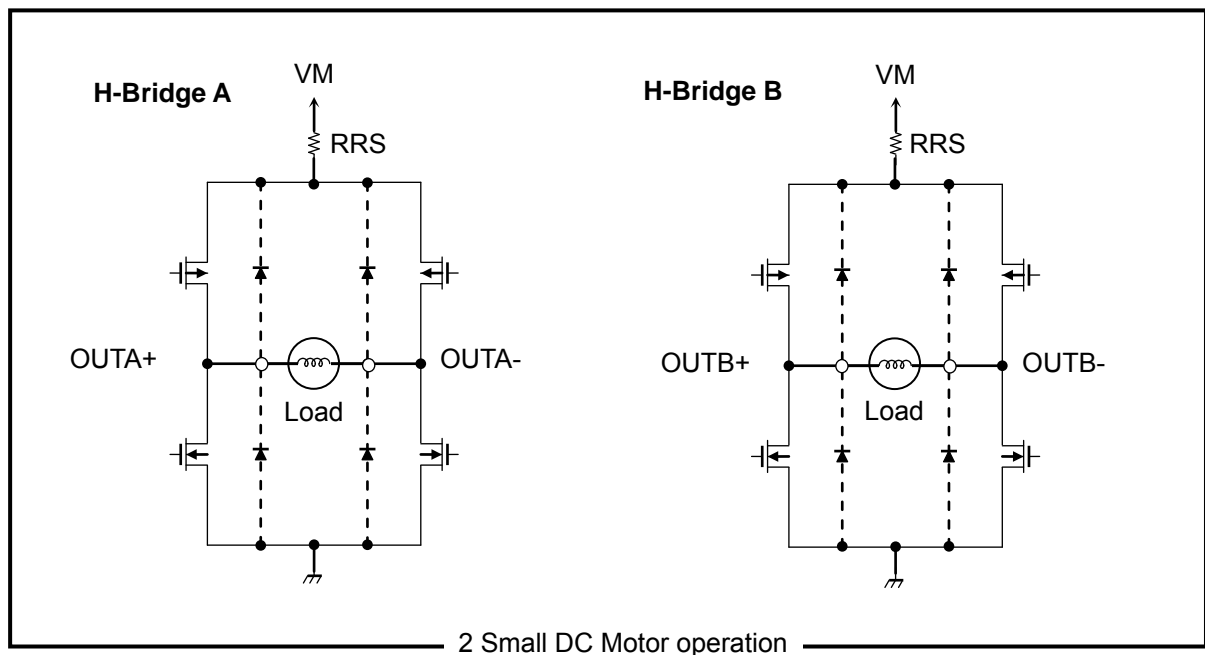 H-Bridge A
VM
RRS
OUTA+
OUTA-
Load
H-Bridge B
VM
RRS
OUTB+
OUTB-
Load
2 Small DC Motor operation